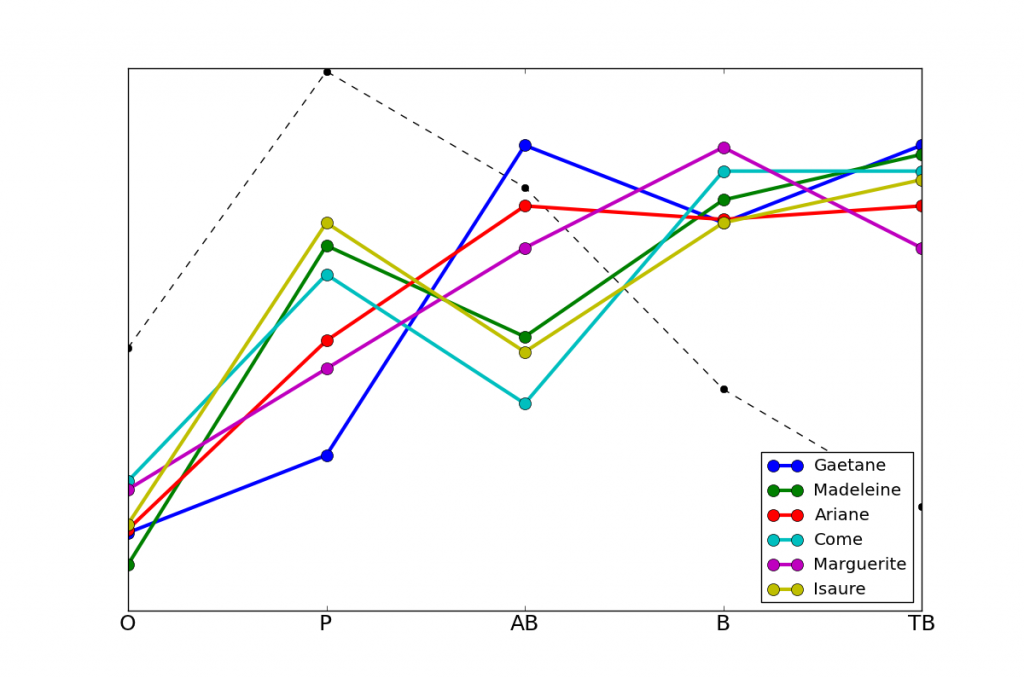 O P AB B TB
Gaetane
Madeleine
Ariane
Come
Marguerite
Isaure